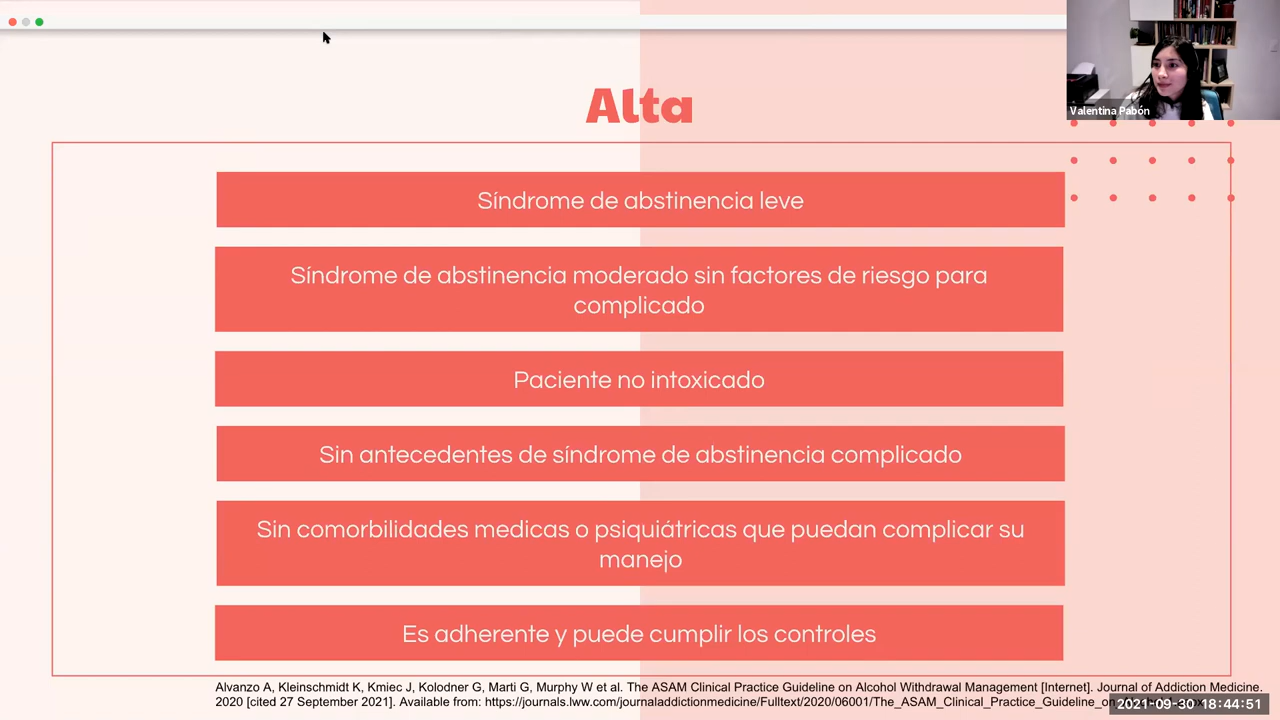 Valentina Pabón
Alta
Síndrome de abstinencia leve
Síndrome de abstinencia moderado sin factores de riesgo para
complicado
Paciente no intoxicado
Sin antecedentes de síndrome de abstinencia complicado
Sin comorbilidades medicas o psiquiátricas que puedan complicar su
manejo
Es adherente y puede cumplir los controles
Alvanzo A, Kleinschmidt K, Kmiec J, Kolodner G, Marti G, Murphy W et al. The ASAM Clinical Practice Guideline on Alcohol Withdrawal Management [Internet]. Journal of Addiction Medicine.
2020 [cited 27 September 2021]. Available from: https://journals.lww.com/journaladdictionmedicine/Fulltext/2020/06001/The_ASAM_Clinical_Practice_Guideline_on
2021-09-30 18:44:51